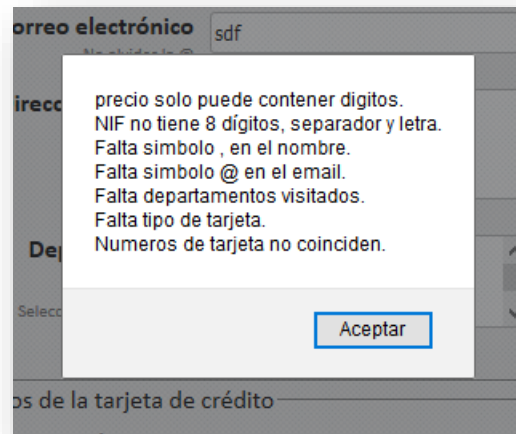 orreo electrónico
sdf
No olvides la @
irecc
precio solo puede contener digitos.
NIF no tiene 8 dígitos, separador y letra.
Falta simbolo , en el nombre.
Falta simbolo @ en el email.
Falta departamentos visitados.
Falta tipo de tarjeta.
Numeros de tarjeta no coinciden.
De
Selecc
Aceptar
os de la tarjeta de crédito